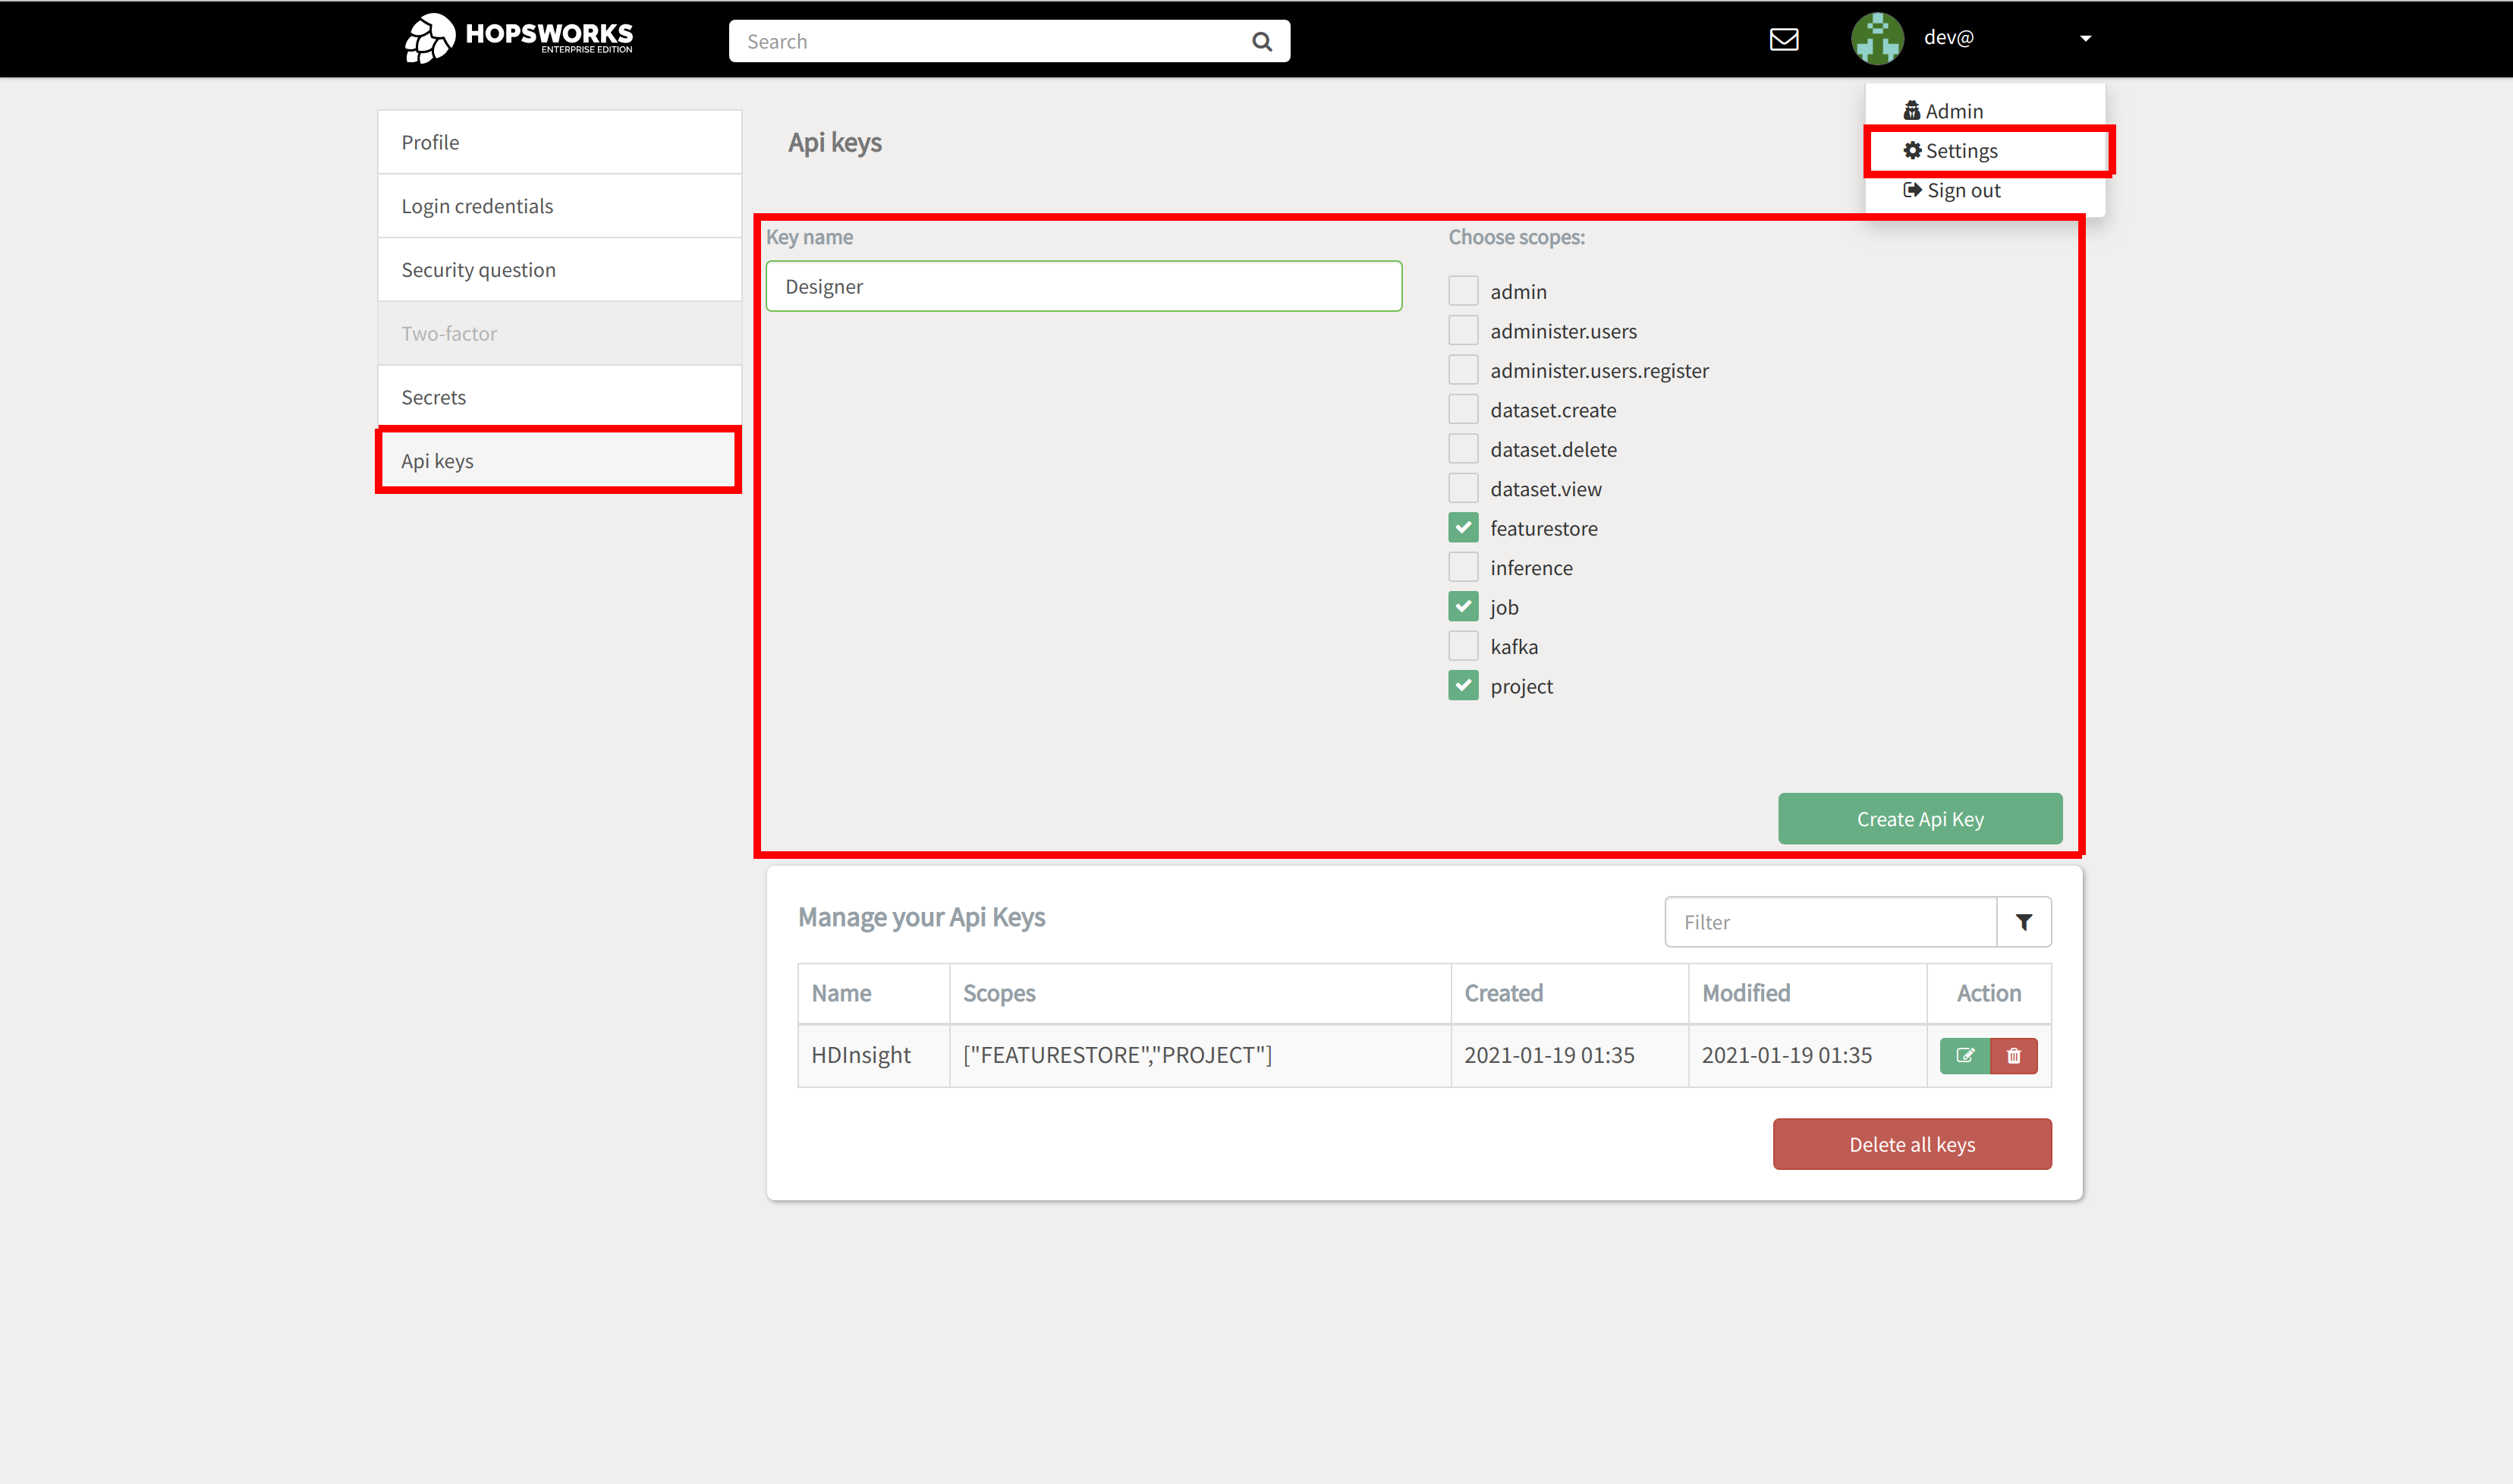 HOPSWORKS
ENTERPRISE EDITION
Search
dev@
Admin
Settings
Sign out
Profile
Login credentials
Security question
Two-factor
Secrets
Api keys
Api keys
Key name
Designer
Choose scopes:
admin
administer.users
administer.users.register
dataset.create
dataset.delete
dataset.view
featurestore
inference
job
kafka
project
Create Api Key
Manage your Api Keys
Filter
Name Scopes Created Modified Action
HDInsight ["FEATURESTORE","PROJECT"] 2021-01-19 01:35 2021-01-19 01:35
Delete all keys